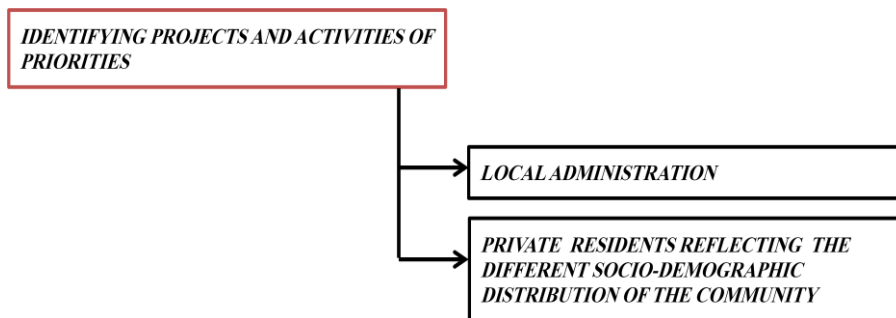 IDENTIFYING PROJECTS AND ACTIVITIES OF
PRIORITIES
LOCAL ADMINISTRATION
PRIVATE RESIDENTS REFLECTING THE
DIFFERENT SOCIO-DEMOGRAPHIC
DISTRIBUTION OF THE COMMUNITY